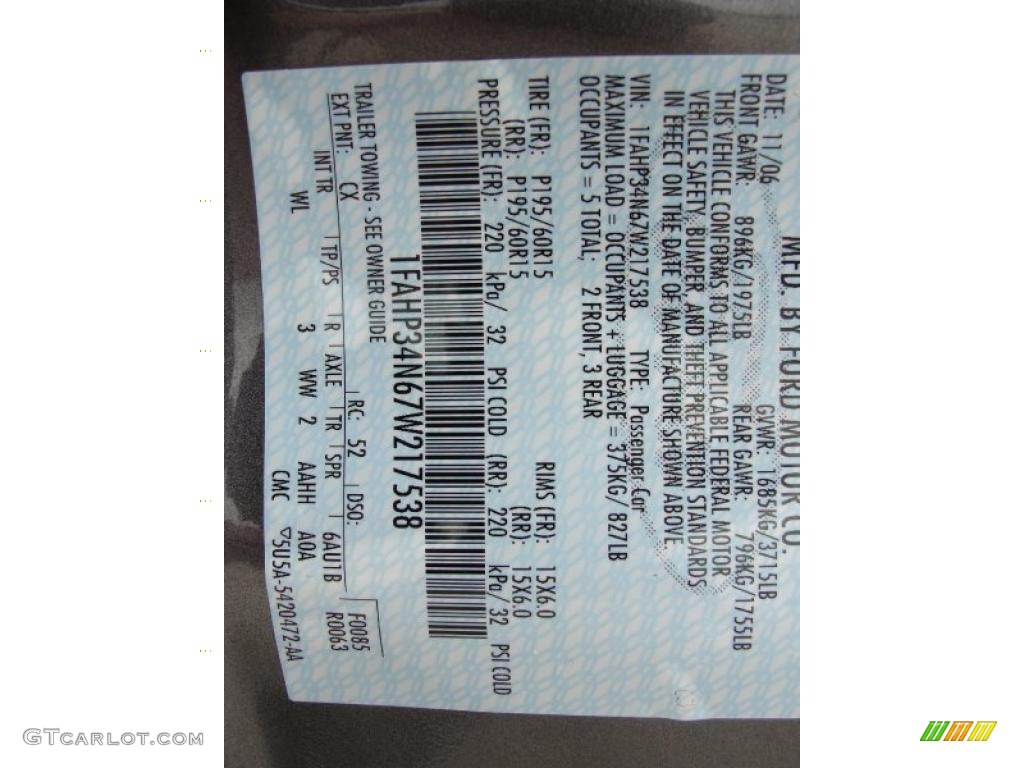 MFD. BY FORD MOTOR CO.
DATE: 11/06 GVWR: 1685KG/3715LB
FRONT GAWR: 896KG/1975LB REAR GAWR: 796KG/1755LB
THIS VEHICLE CONFORMS TO ALL APPLICABLE FEDERAL MOTOR
VEHICLE SAFETY, BUMPER, AND THEFT PREVENTION STANDARDS
IN EFFECT ON THE DATE OF MANUFACTURE SHOWN ABOVE.
VIN: 1FAHP34N67W217538 TYPE: Passenger Car
MAXIMUM LOAD = OCCUPANTS + LUGGAGE = 375KG/ 827LB
OCCUPANTS = 5 TOTAL; 2 FRONT, 3 REAR
TIRE (FR): P195/60R15 RIMS (FR): 15X6.0
(RR): P195/60R15 (RR): 15X6.0
PRESSURE (FR): 220 kPa/ 32 PSI COLD (RR): 220 kPa/ 32 PSI COLD
1FAHP34N67W217538
TRAILER TOWING - SEE OWNER GUIDE
F0085
EXT PNT: CX RC: 52 DSO: R0063
INT TR TP/PS R AXLE TR SPR 6AU1B
WL 3 WW 2 AAHH A0A
CMC ▽5U5A-5420472-AA
GTCARLOT.COM